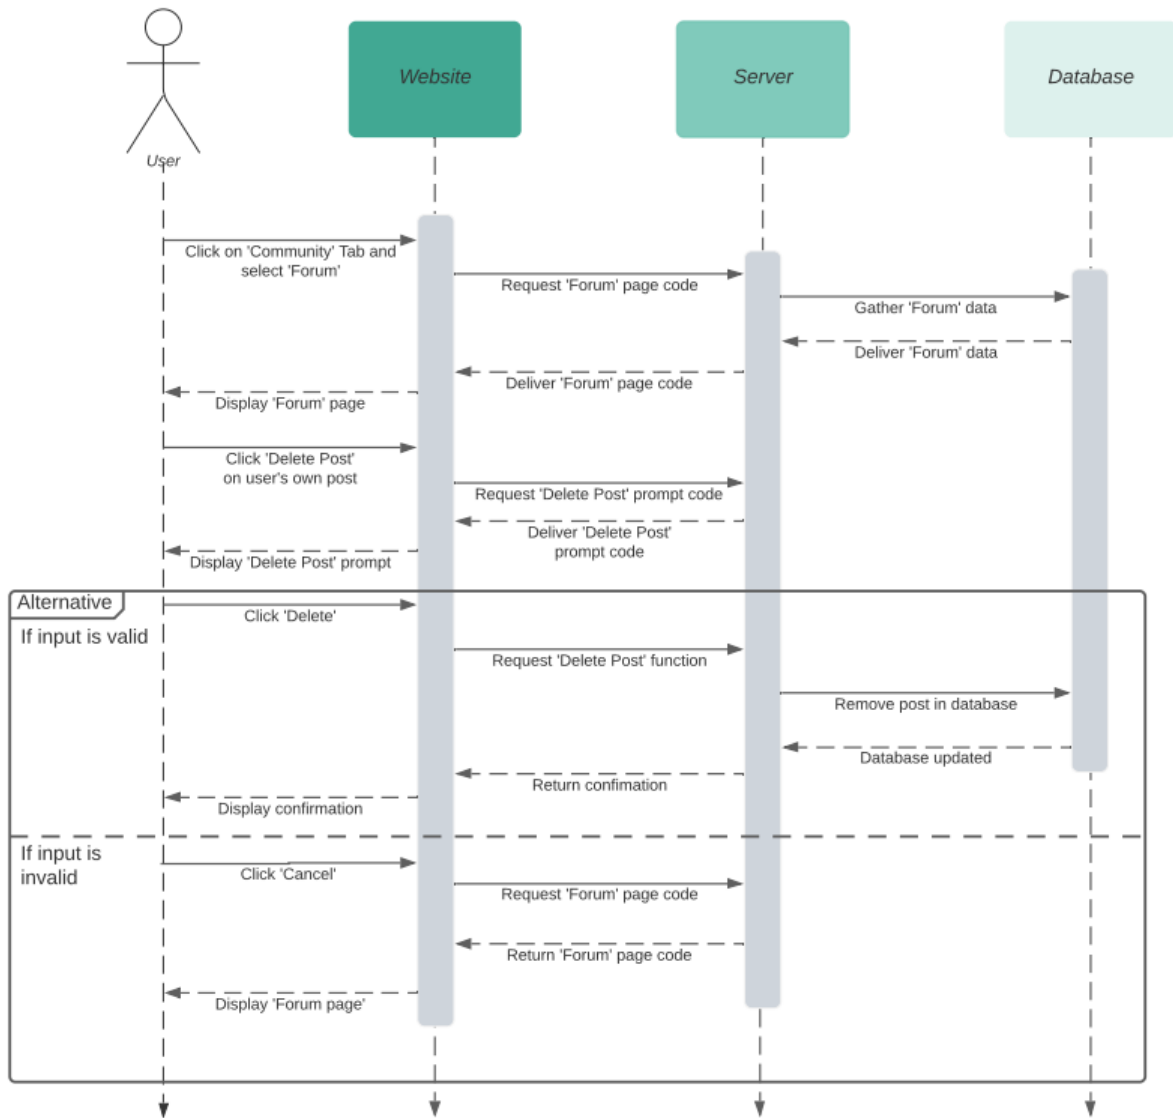 Website
Server
Database
User
Click on 'Community' Tab and
select 'Forum'
Request 'Forum' page code
Gather 'Forum' data
Deliver 'Forum' data
Deliver 'Forum' page code
Display 'Forum' page
Click 'Delete Post'
on user's own post
Request 'Delete Post' prompt code
Deliver 'Delete Post'
prompt code
Display 'Delete Post' prompt
Alternative
If input is valid
Click 'Delete'
Request 'Delete Post' function
Remove post in database
Database updated
Return confimation
Display confirmation
If input is
invalid
Click 'Cancel'
Request 'Forum' page code
Return 'Forum' page code
Display 'Forum page'